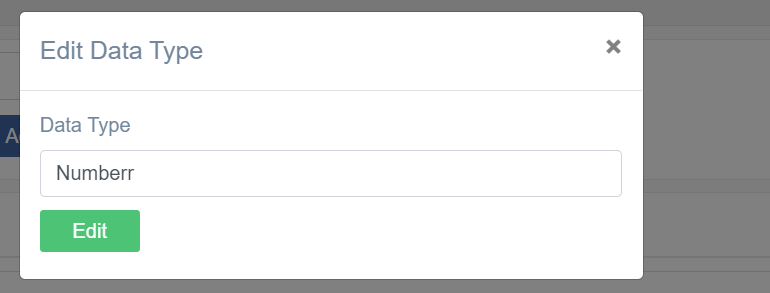 Edit Data Type
×
Data Type
Numberr
Edit